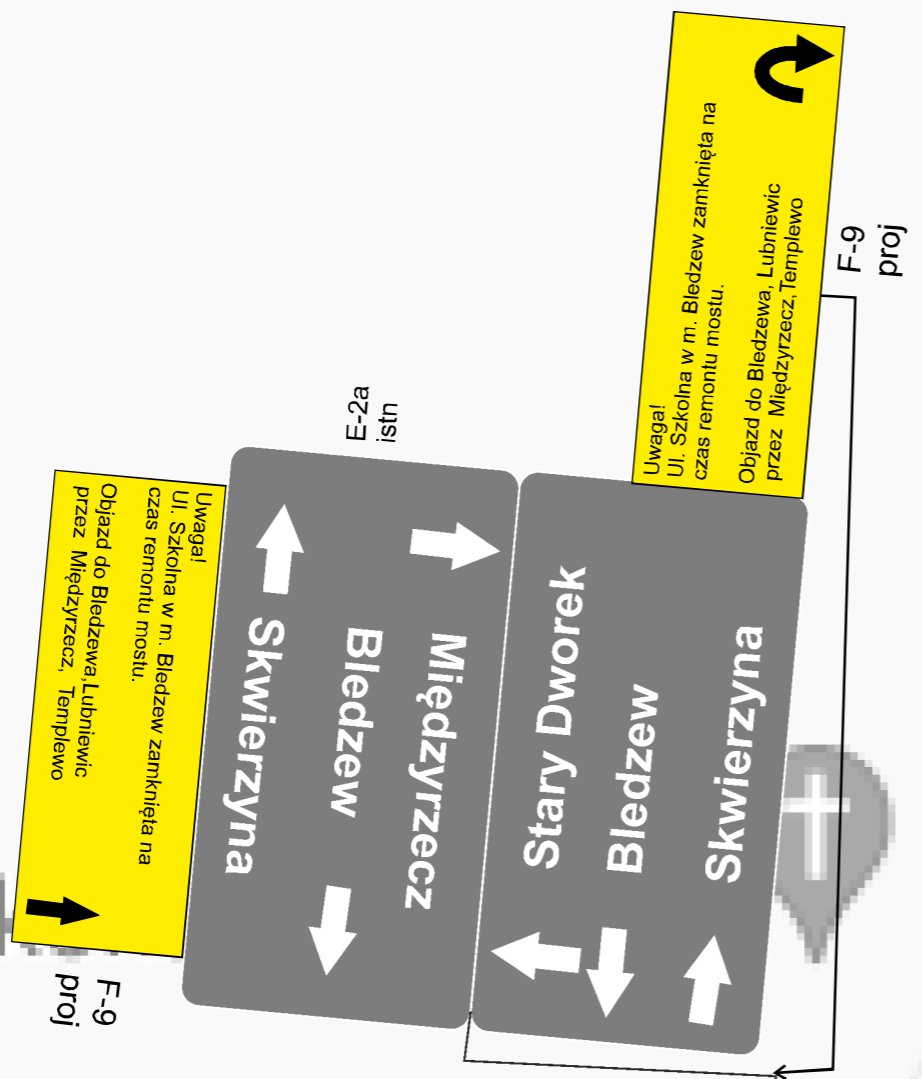 Uwaga!
Ul. Szkolna w m. Bledzew zamknięta na
czas remontu mostu.
Objazd do Bledzewa, Lubniewic
przez Międzyrzecz,Templewo
F-9
proj
E-2a
istn
Stary Dworek
Bledzew
Skwierzyna
Międzyrzecz
Bledzew
Skwierzyna
Uwaga!
Ul. Szkolna w m. Bledzew zamknięta na
czas remontu mostu.
Objazd do Bledzewa,Lubniewic
przez Międzyrzecz, Templewo
F-9
proj